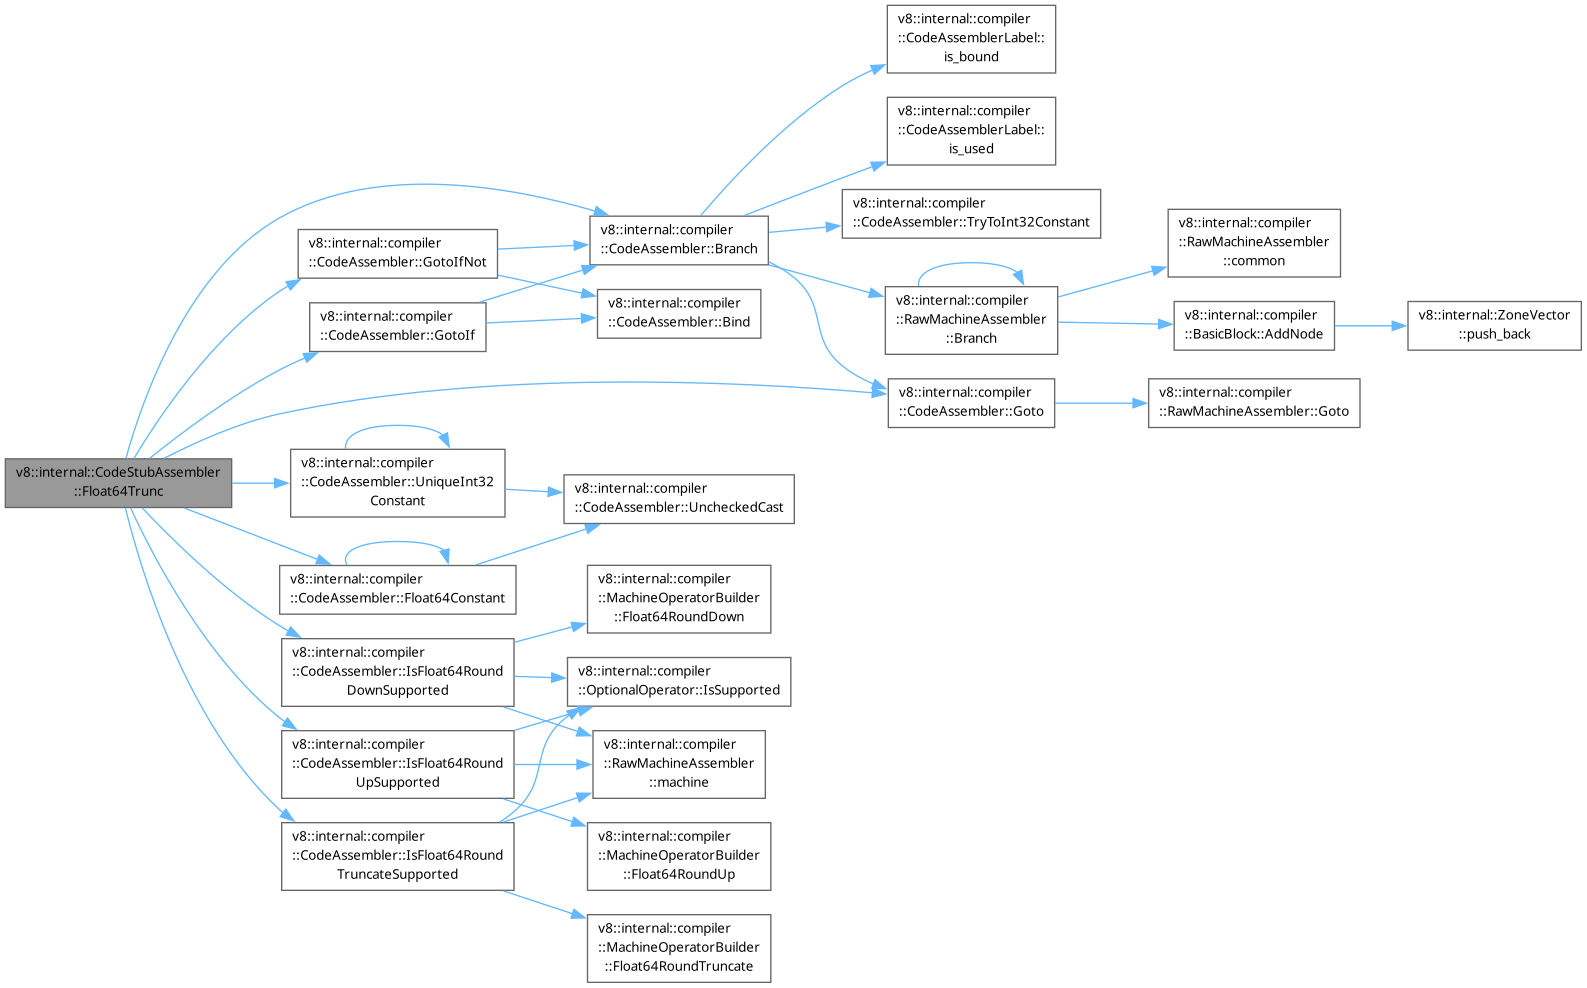 v8::internal::CodeStubAssembler
::Float64Trunc
v8::internal::compiler
::CodeAssembler::GotoIfNot
v8::internal::compiler
::CodeAssembler::GotoIf
v8::internal::compiler
::CodeAssembler::UniqueInt32
Constant
v8::internal::compiler
::CodeAssembler::Float64Constant
v8::internal::compiler
::CodeAssembler::IsFloat64Round
DownSupported
v8::internal::compiler
::CodeAssembler::IsFloat64Round
UpSupported
v8::internal::compiler
::CodeAssembler::IsFloat64Round
TruncateSupported
v8::internal::compiler
::CodeAssembler::Branch
v8::internal::compiler
::CodeAssembler::Bind
v8::internal::compiler
::CodeAssembler::UncheckedCast
v8::internal::compiler
::MachineOperatorBuilder
::Float64RoundDown
v8::internal::compiler
::OptionalOperator::IsSupported
v8::internal::compiler
::RawMachineAssembler
::machine
v8::internal::compiler
::MachineOperatorBuilder
::Float64RoundUp
v8::internal::compiler
::MachineOperatorBuilder
::Float64RoundTruncate
v8::internal::compiler
::CodeAssemblerLabel::
is_bound
v8::internal::compiler
::CodeAssemblerLabel::
is_used
v8::internal::compiler
::CodeAssembler::TryToInt32Constant
v8::internal::compiler
::RawMachineAssembler
::Branch
v8::internal::compiler
::CodeAssembler::Goto
v8::internal::compiler
::RawMachineAssembler
::common
v8::internal::compiler
::BasicBlock::AddNode
v8::internal::compiler
::RawMachineAssembler::Goto
v8::internal::ZoneVector
::push_back